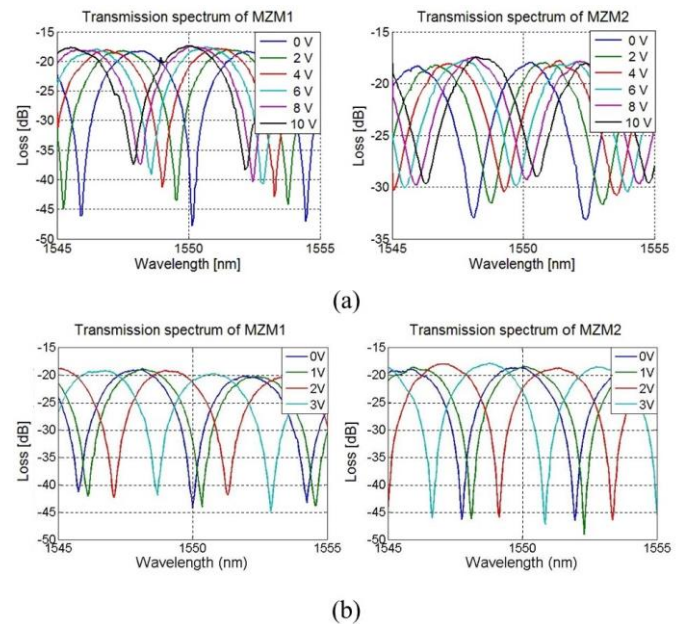 Transmission spectrum of MZM1
-15
-20
-25
-30
-35
-40
-45
-50
Loss [dB]
0 V
2 V
4 V
6 V
8 V
10 V
1545
1550
1555
Wavelength [nm]
Transmission spectrum of MZM2
-15
-20
-25
-30
-35
Loss [dB]
0 V
2 V
4 V
6 V
8 V
10 V
1545
1550
1555
Wavelength [nm]
(a)
Transmission spectrum of MZM1
-15
-20
-25
-30
-35
-40
-45
-50
Loss [dB]
0V
1V
2V
3V
1545
1550
1555
Wavelength (nm)
Transmission spectrum of MZM2
-15
-20
-25
-30
-35
-40
-45
-50
Loss [dB]
0V
1V
2V
3V
1545
1550
1555
Wavelength (nm)
(b)